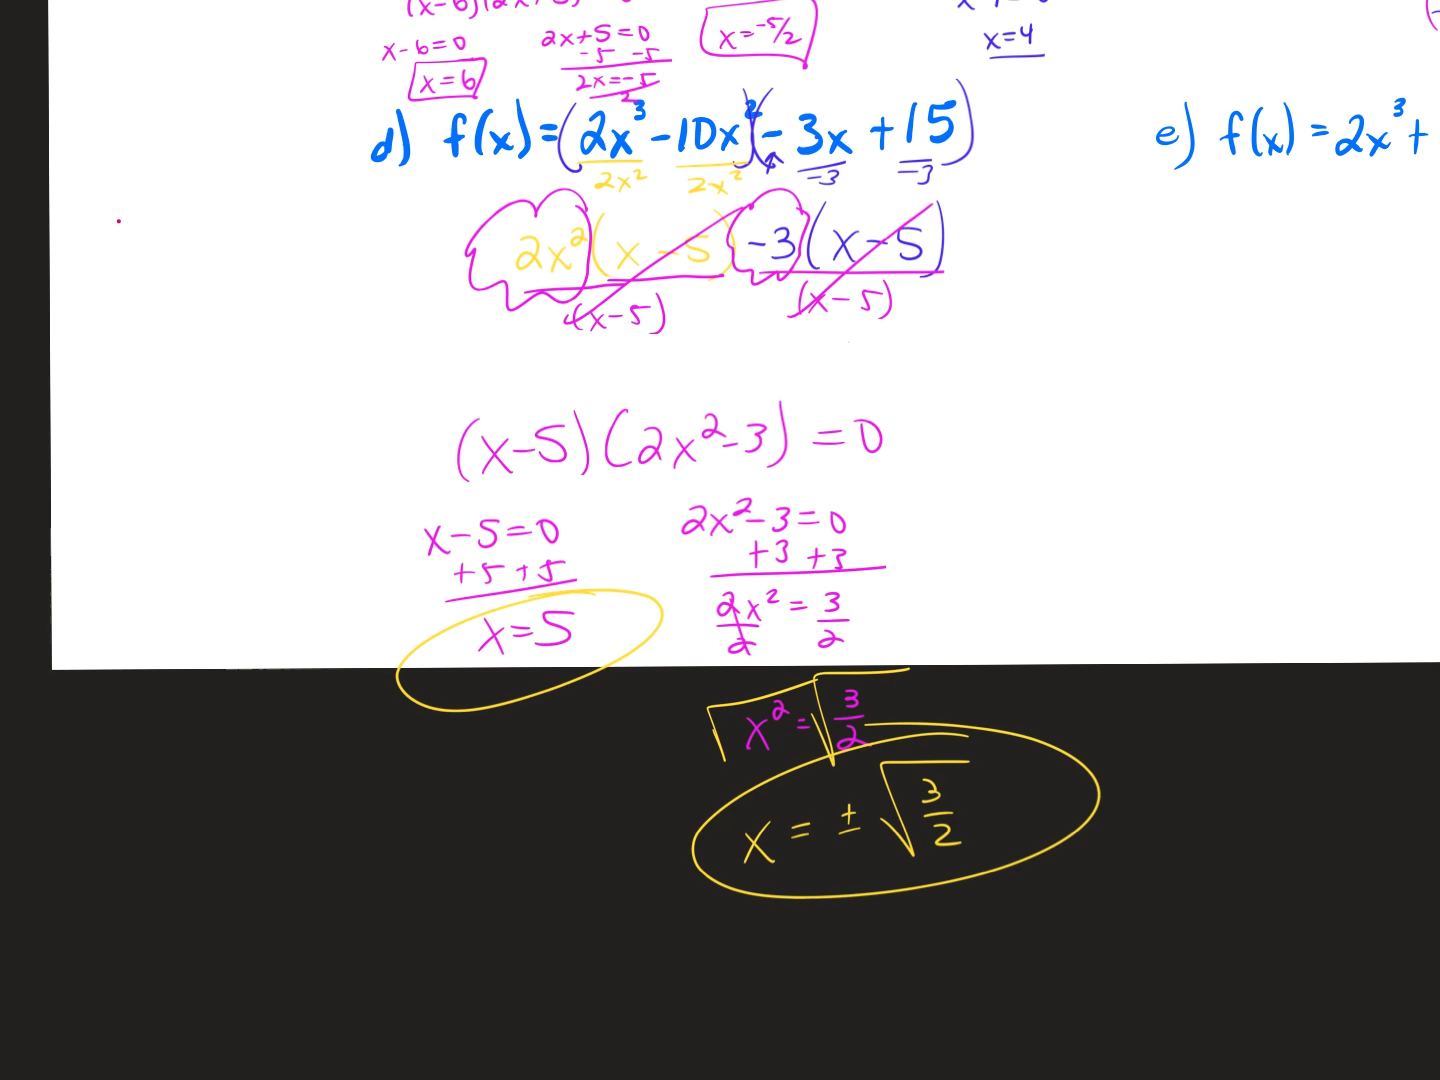 x-6=0
2x+5=0
x=-5/2
x=4
-5 -5
x=6
2x=-5
2
d) f(x)=(2x³-10x²)(-3x+15)
e) f(x)=2x³+
2x² 2x² -3 -3
2x²(x-5) -3(x-5)
(x-5) (x-5)
(x-5)(2x²-3)=0
x-5=0
+5 +5
x=5
2x²-3=0
+3 +3
2x² = 3
2 2
x² = √3/2
x = ± √3/2